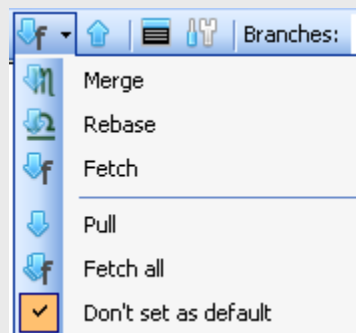 Branches:
Merge
Rebase
Fetch
Pull
Fetch all
Don't set as default